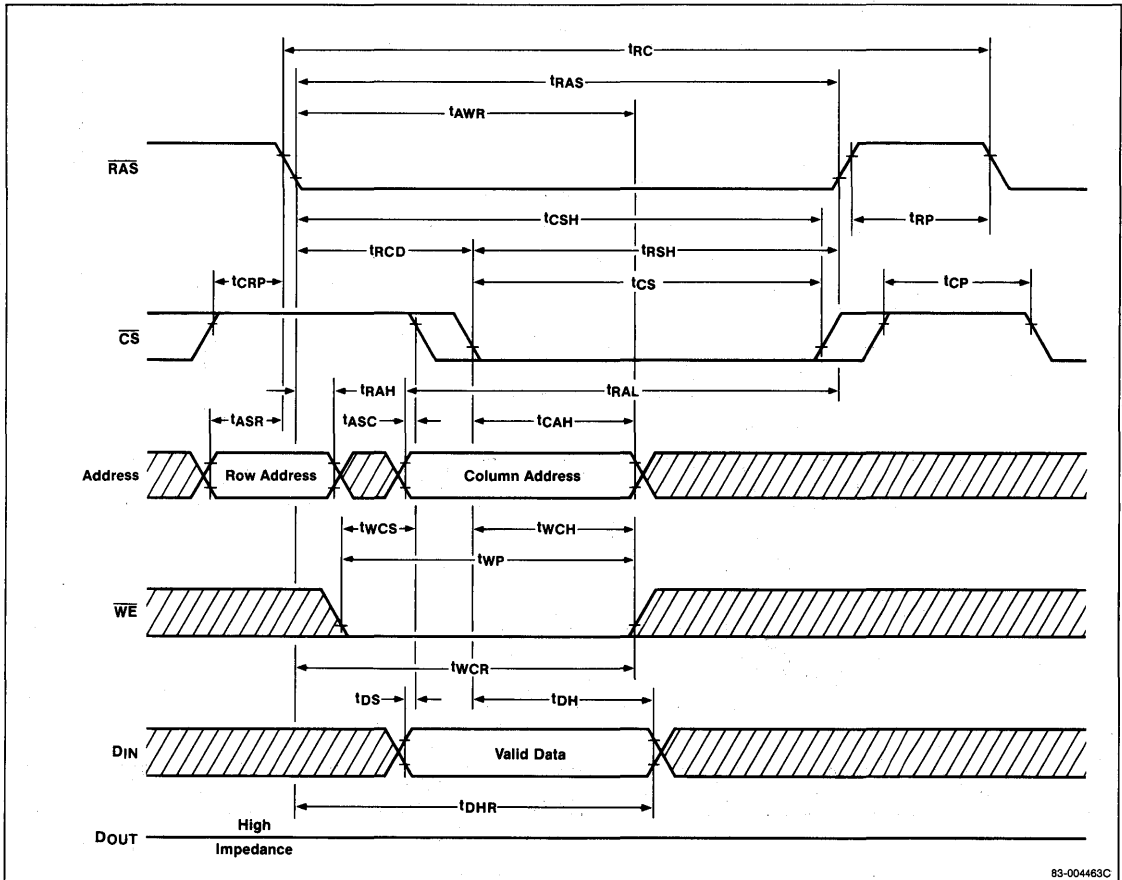 tRC
tRAS
tAWR
RAS
tCSH
tRP
tRCD
tRSH
tCRP
tCS
tCP
CS
tRAH
tRAL
tASR
tASC
tCAH
Address
Row Address
Column Address
tWCS
tWCH
tWP
WE
tWCR
tDS
tDH
DIN
Valid Data
tDHR
High
DOUT
Impedance
83-004463C